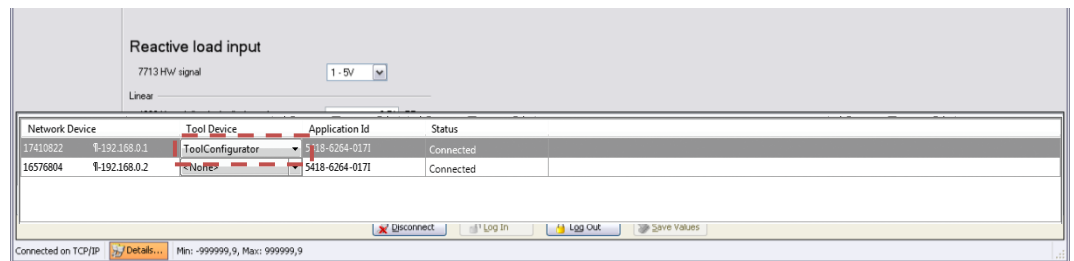 Reactive load input
7713 HW signal 1 - 5V
Linear
Network Device Tool Device Application Id Status
17410822 ¶-192.168.0.1 ToolConfigurator 5418-6264-017I Connected
16576804 ¶-192.168.0.2 <None> 5418-6264-017I Connected
Disconnect Log In Log Out Save Values
Connected on TCP/IP Details... Min: -999999,9, Max: 999999,9